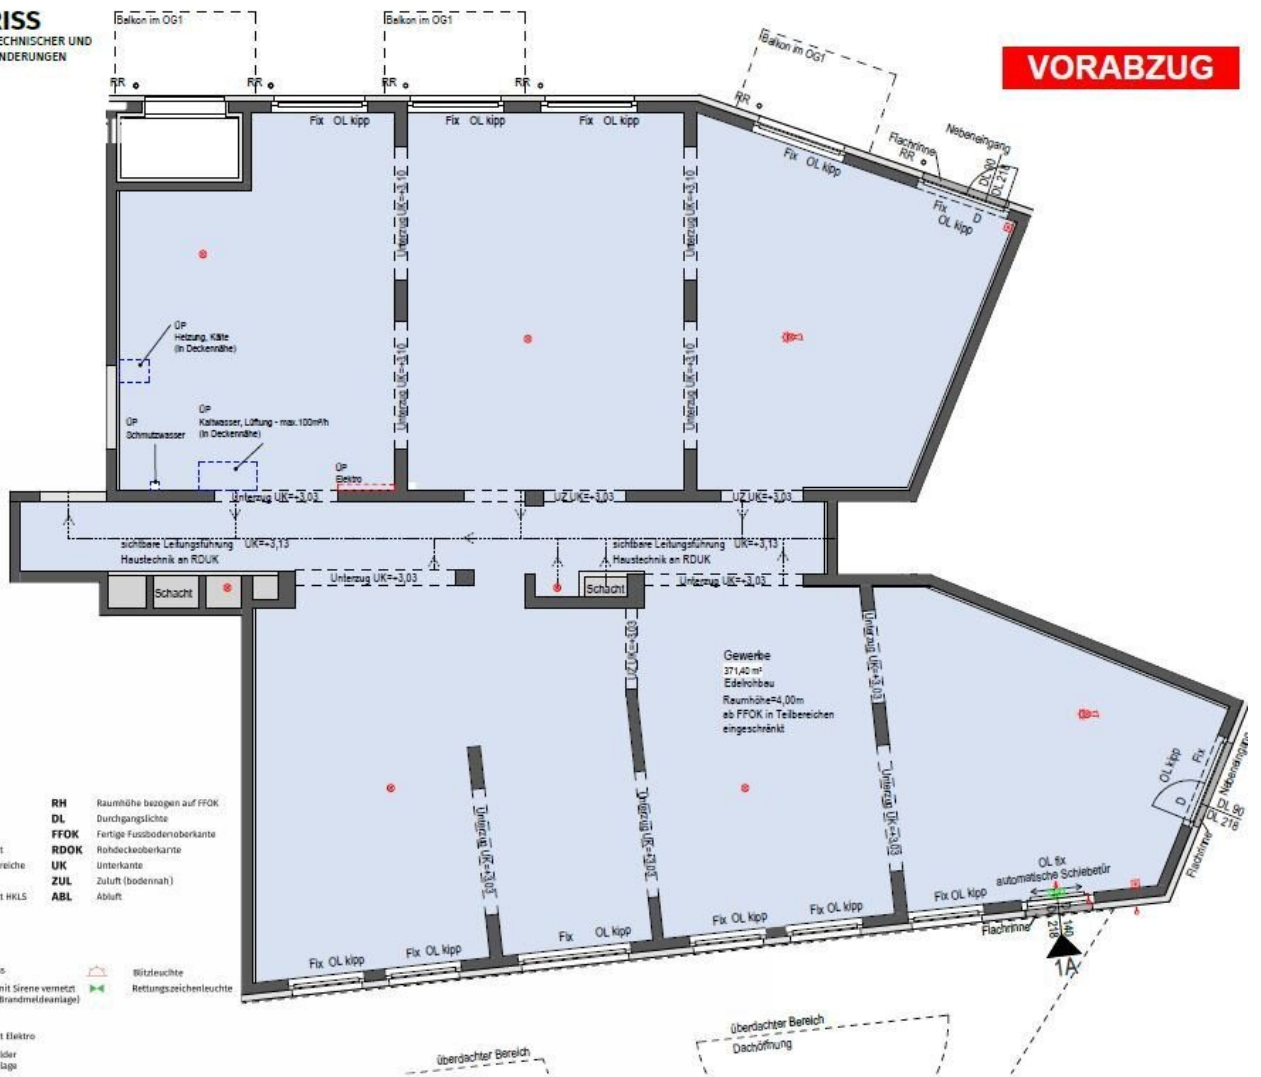 RISS
ECHNISCHER UND
NDERUNGEN
VORABZUG
Balkon im OG1
Balkon im OG1
Balkon im OG1
RR
RR
RR
RR
RR
Flachrinne
RR
Nebeneingang
DL 90
DL 218
Fix OL kipp
Fix OL kipp
Fix OL kipp
Fix OL kipp
Fix D
OL kipp
Unterzug UK=+3,10
Unterzug UK=+3,10
Unterzug UK=+3,10
Unterzug UK=+3,10
ÜP
Heizung, Kälte
(in Deckennähe)
ÜP
Schmutzwasser
ÜP
Kaltwasser, Lüftung - max.100m³/h
(in Deckennähe)
ÜP
Elektro
Unterzug UK=+3,03
UZ UK=+3,03
UZ UK=+3,03
sichtbare Leitungsführung UK=+3,13
Haustechnik an RDUK
sichtbare Leitungsführung UK=+3,13
Haustechnik an RDUK
Unterzug UK=+3,03
Unterzug UK=+3,03
Schacht
Schacht
UZ UK=+3,03
Unterzug UK=+3,03
Gewerbe
371,40 m²
Edelrohbau
Raumhöhe=4,00m
ab FFOK in Teilbereichen
eingeschränkt
Unterzug UK=+3,03
Unterzug UK=+3,03
Unterzug UK=+3,03
OL kipp Fix
D
Nebeneingang
DL 90
DL 218
Flachrinne
OL fix
automatische Schiebetür
Fix OL kipp
Fix OL kipp
Fix OL kipp
Fix OL kipp
Fix OL kipp
Fix OL kipp
Flachrinne
DL 140
DL 218
1A
überdachter Bereich
Dachöffnung
überdachter Bereich
RH Raumhöhe bezogen auf FFOK
DL Durchgangslichte
FFOK Fertige Fussbodenoberkante
t RDOK Rohdeckeoberkante
reiche UK Unterkante
ZUL Zuluft (bodennah)
t HKLS ABL Abluft
s Blitzleuchte
mit Sirene vernetzt Rettungszeichenleuchte
Brandmeldeanlage)
t Elektro
lder
lage